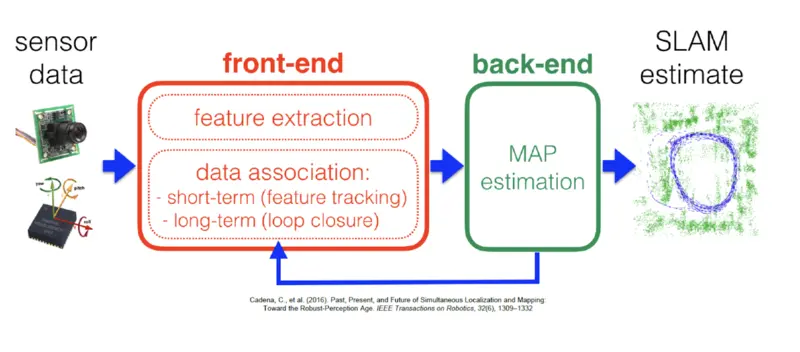 sensor
data
front-end
feature extraction
data association:
- short-term (feature tracking)
- long-term (loop closure)
back-end
MAP
estimation
SLAM
estimate
yaw
pitch
roll
Cadena, C., et al. (2016). Past, Present, and Future of Simultaneous Localization and Mapping:
Toward the Robust-Perception Age. IEEE Transactions on Robotics, 32(6), 1309–1332